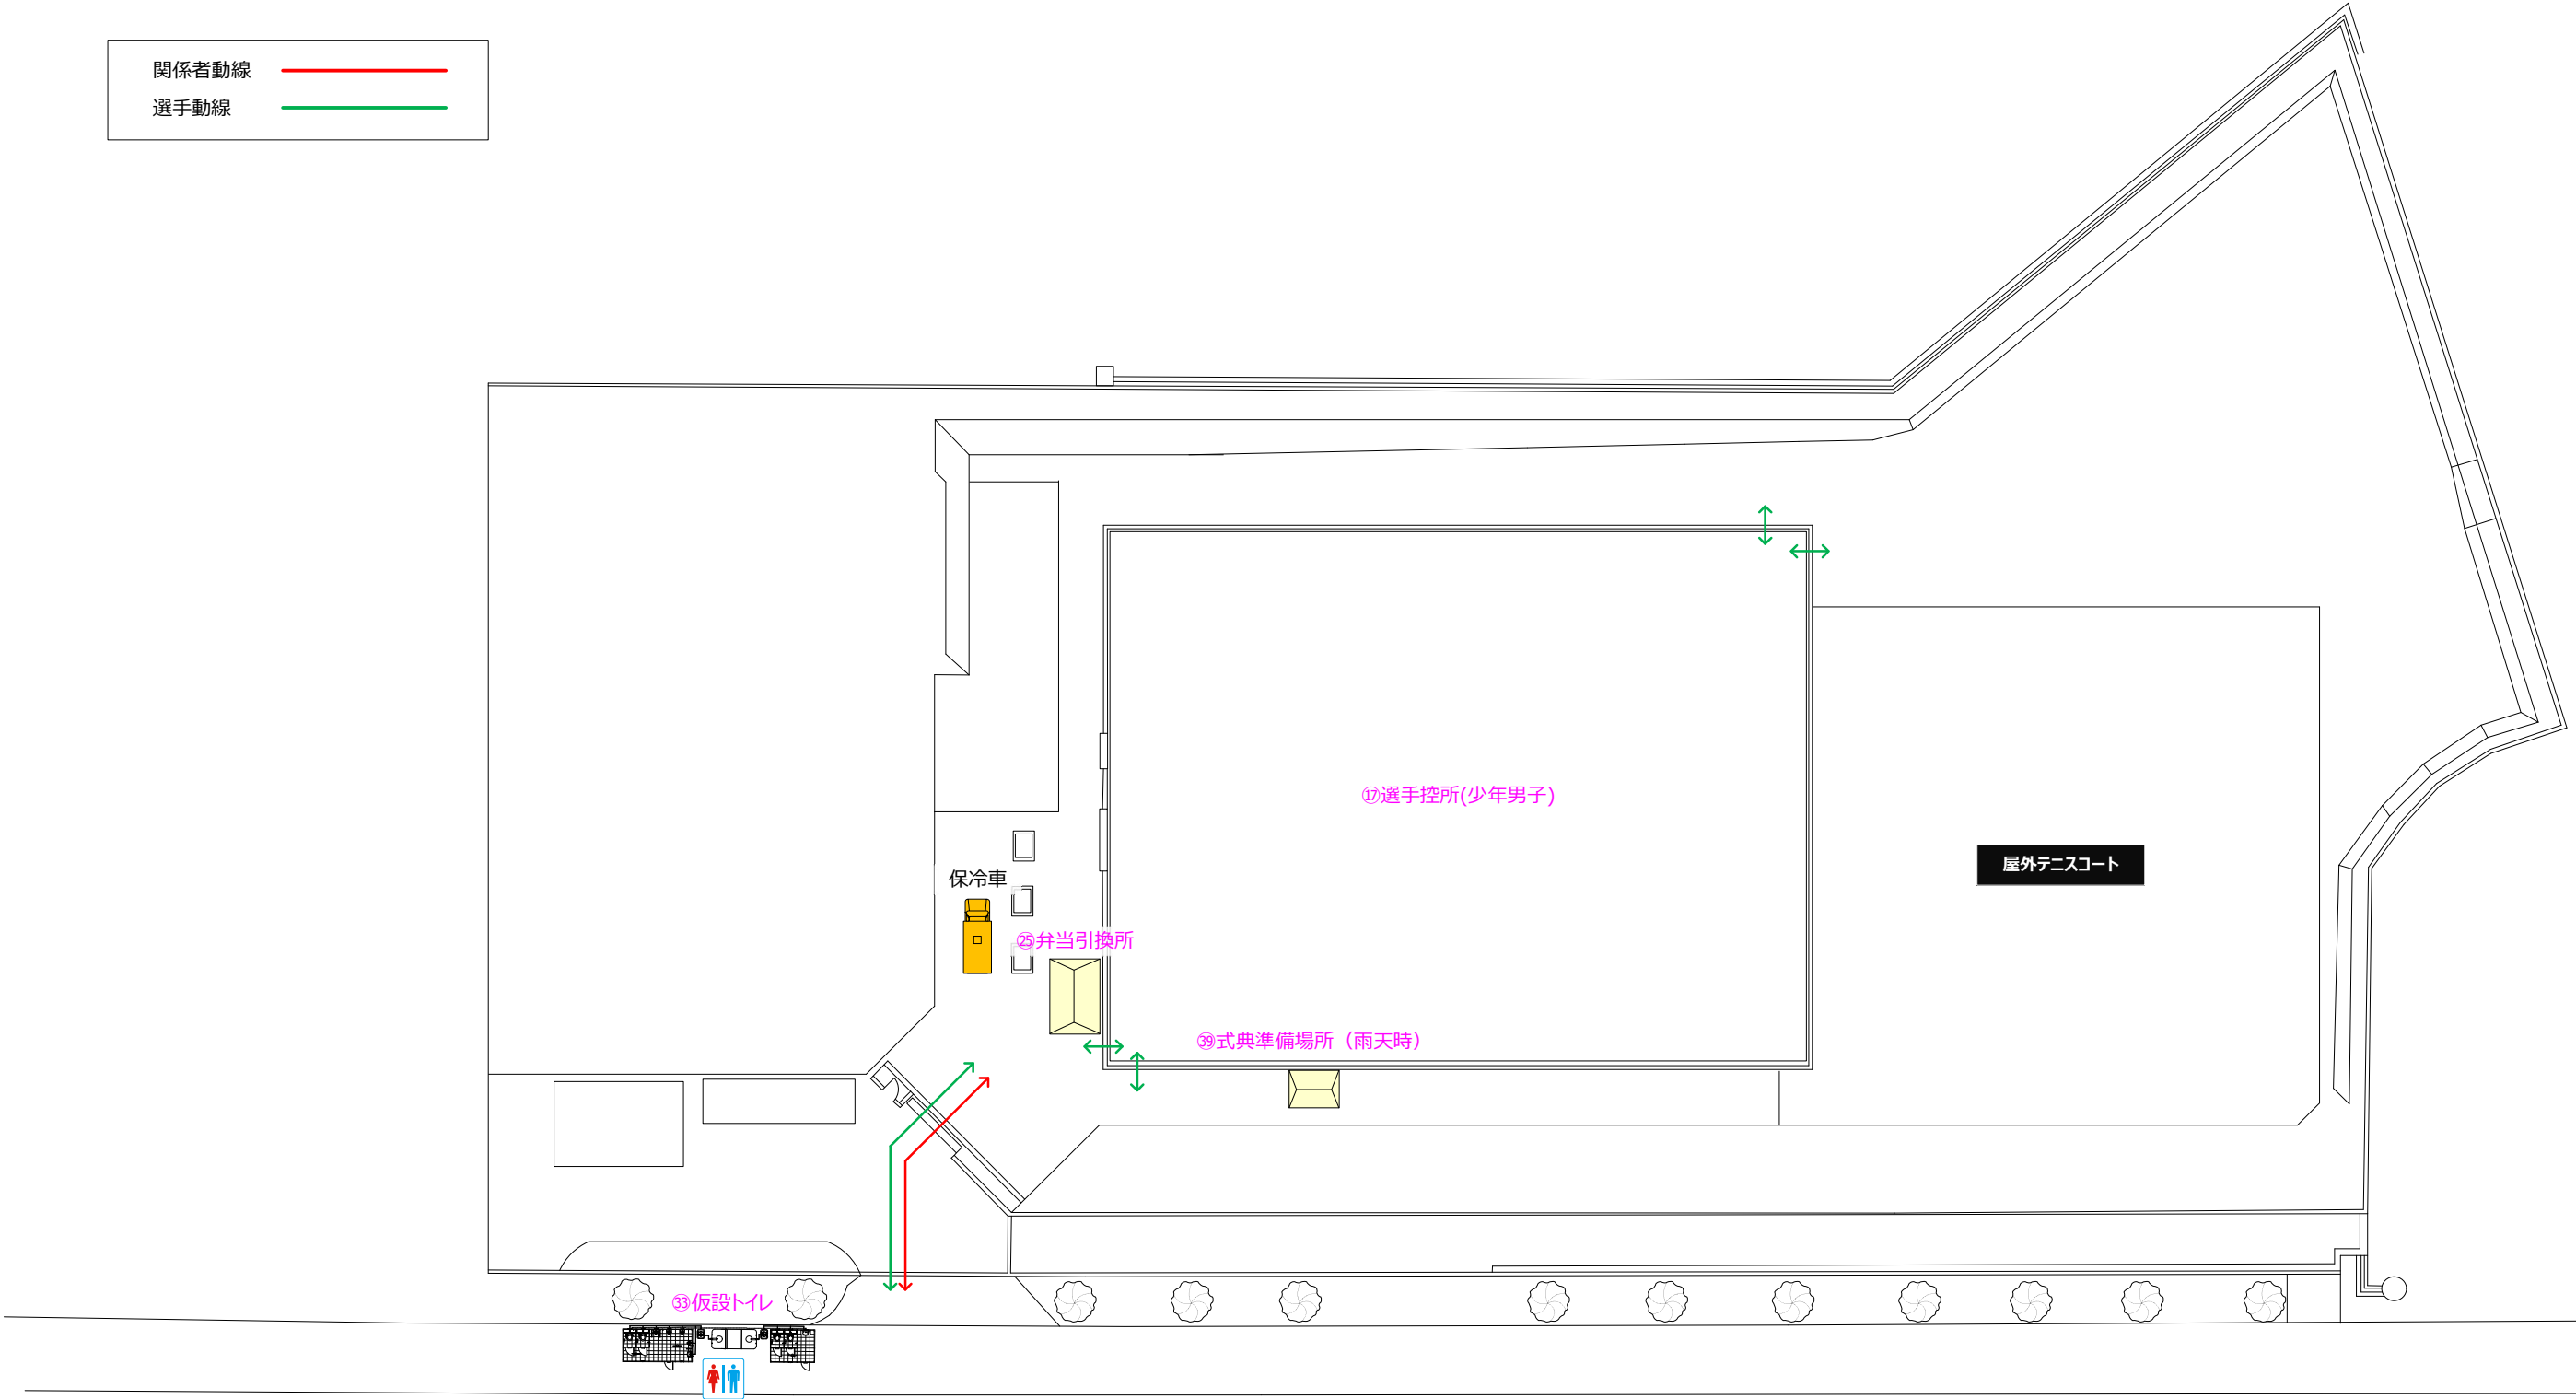 関係者動線
選手動線
⑰選手控所(少年男子)
屋外テニスコート
保冷車
㉕弁当引換所
㊴式典準備場所（雨天時）
㉝仮設トイレ